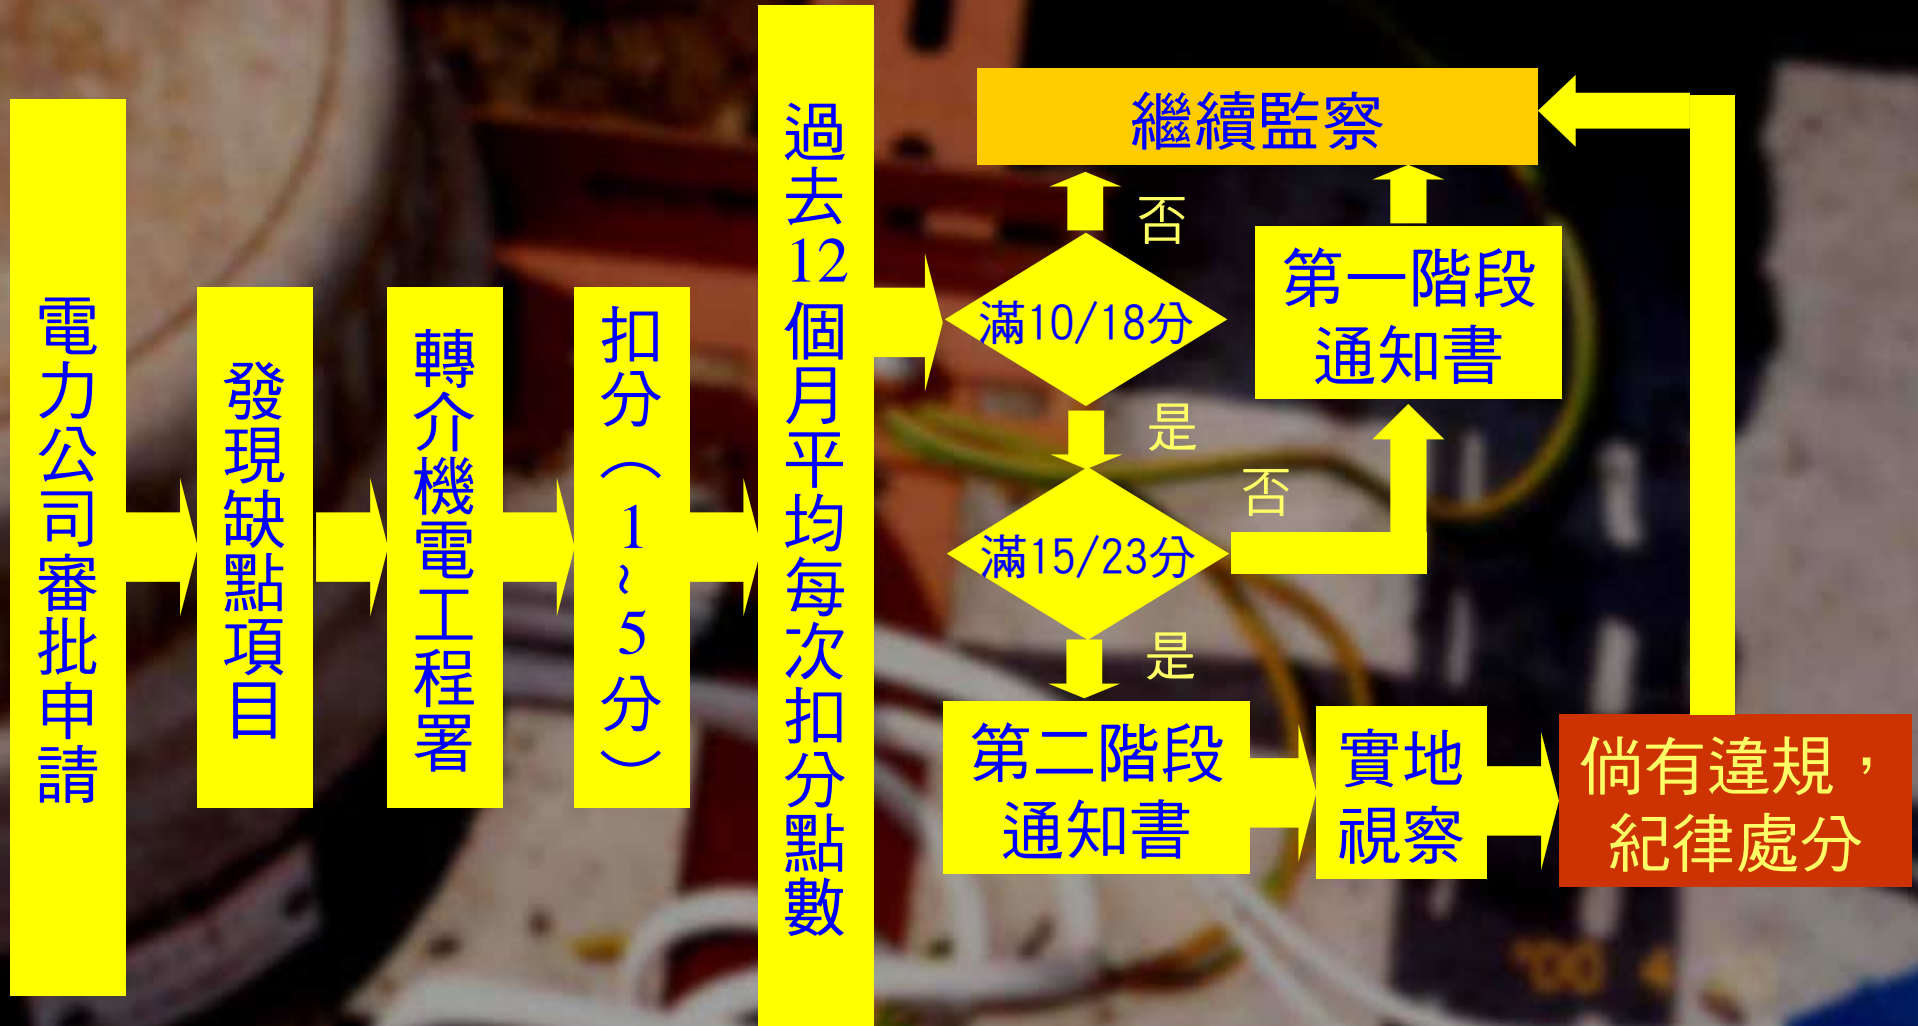 電力公司審批申請
發現缺點項目
轉介機電工程署
扣分（1~5分）
過去12個月平均每次扣分點數
繼續監察
否
滿10/18分
第一階段
通知書
是
否
滿15/23分
是
第二階段
通知書
實地
視察
倘有違規，
紀律處分
'00 4